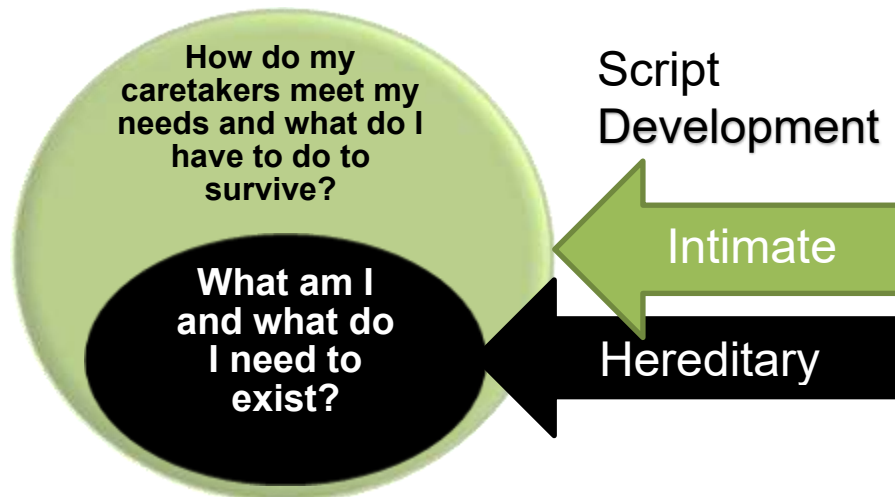 How do my
caretakers meet my
needs and what do I
have to do to
survive?
Script
Development
Intimate
What am I
and what do
I need to
exist?
Hereditary